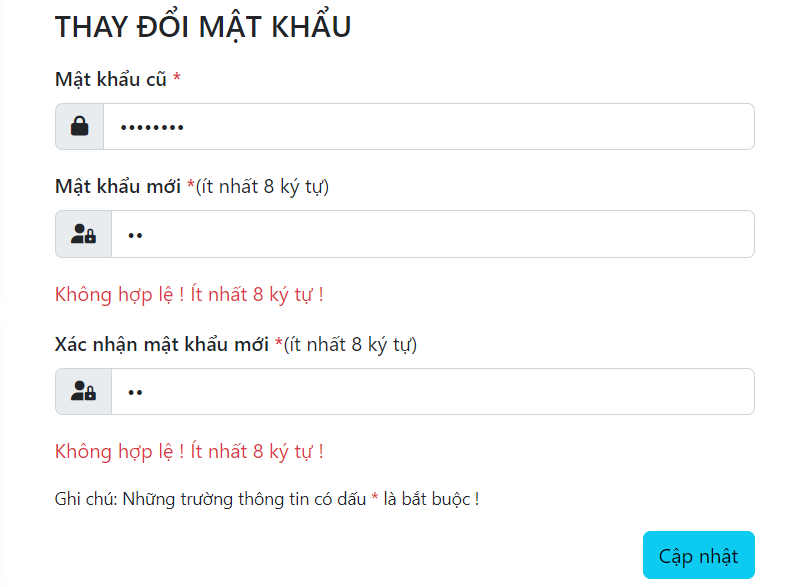 THAY ĐỔI MẬT KHẨU
Mật khẩu cũ *
••••••••
Mật khẩu mới *(ít nhất 8 ký tự)
••
Không hợp lệ ! Ít nhất 8 ký tự !
Xác nhận mật khẩu mới *(ít nhất 8 ký tự)
••
Không hợp lệ ! Ít nhất 8 ký tự !
Ghi chú: Những trường thông tin có dấu * là bắt buộc !
Cập nhật